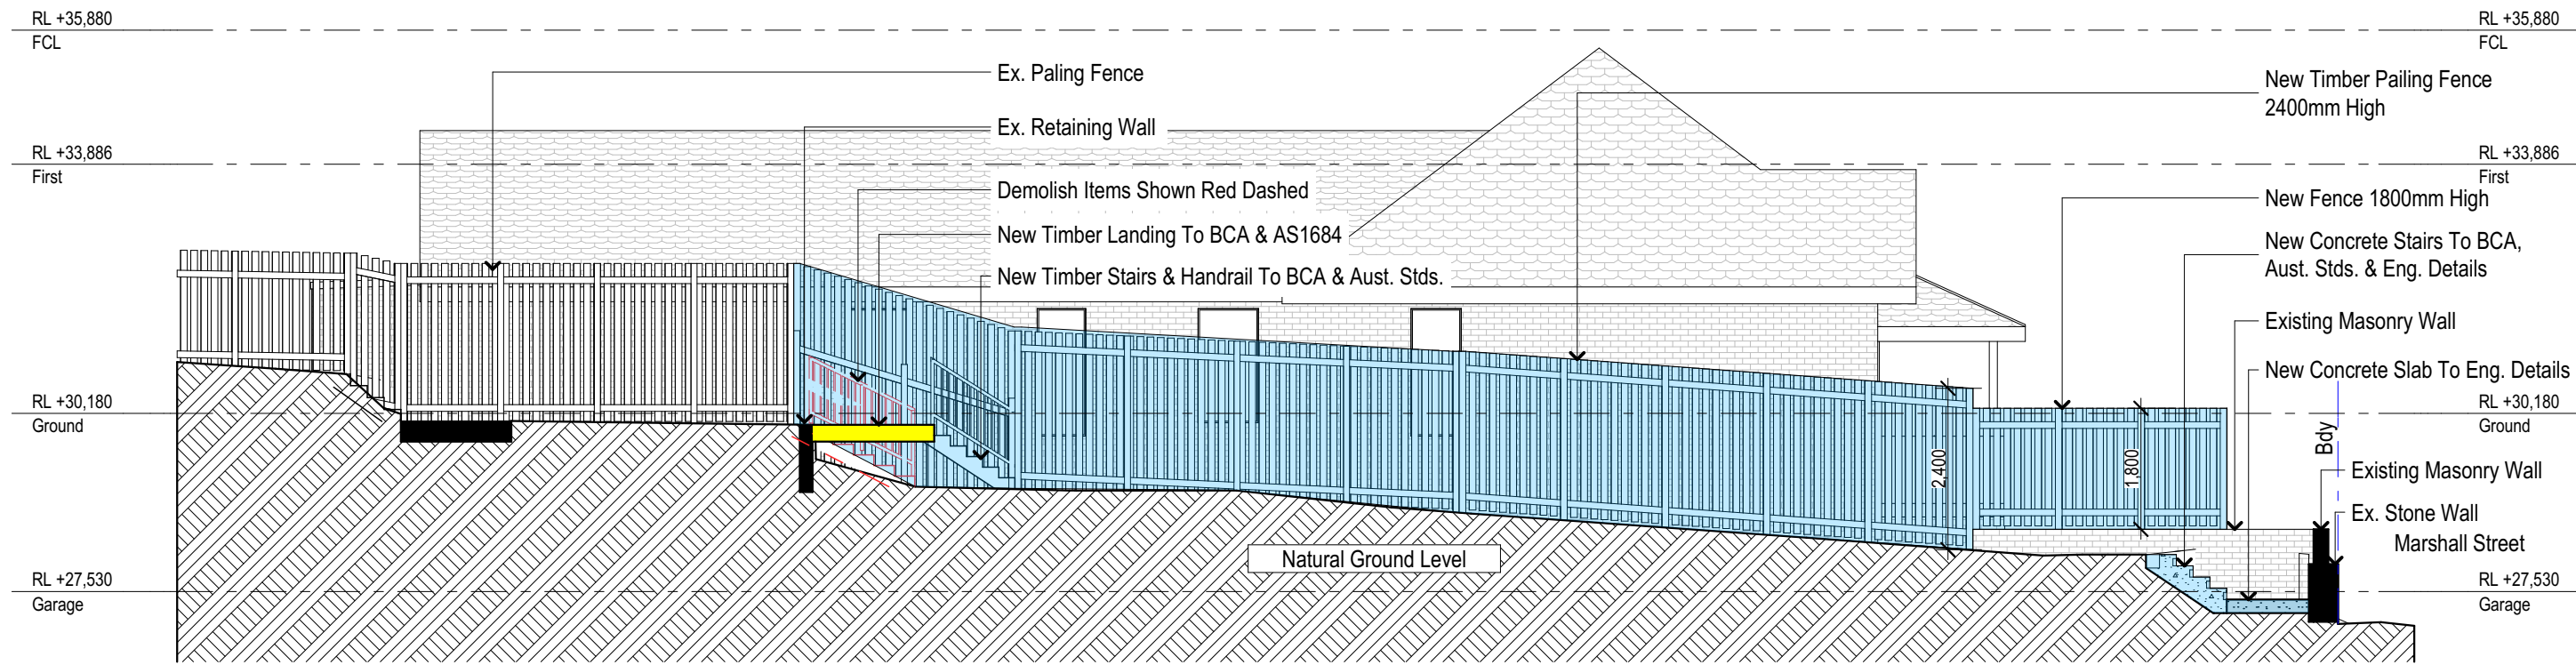 RL +35,880
FCL
RL +35,880
FCL
Ex. Paling Fence
New Timber Pailing Fence
2400mm High
Ex. Retaining Wall
RL +33,886
First
RL +33,886
First
Demolish Items Shown Red Dashed
New Fence 1800mm High
New Timber Landing To BCA & AS1684
New Concrete Stairs To BCA,
Aust. Stds. & Eng. Details
New Timber Stairs & Handrail To BCA & Aust. Stds.
Existing Masonry Wall
New Concrete Slab To Eng. Details
RL +30,180
Ground
RL +30,180
Ground
Bdy
2,400
1,800
Existing Masonry Wall
Ex. Stone Wall
Marshall Street
Natural Ground Level
RL +27,530
Garage
RL +27,530
Garage